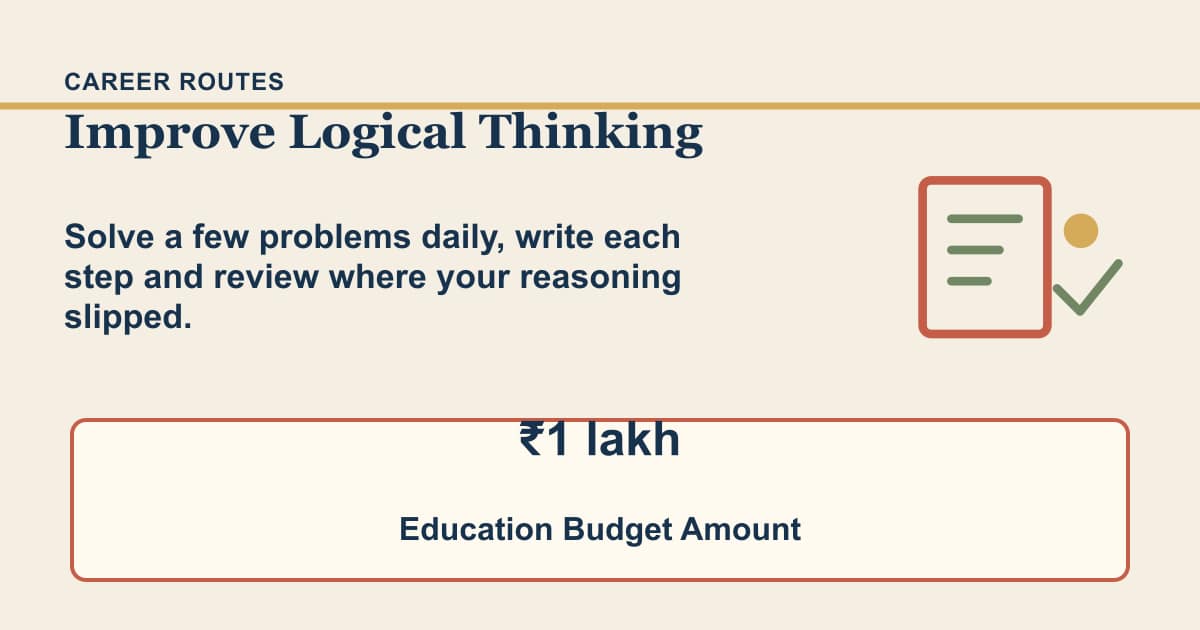 CAREER ROUTES
Improve Logical Thinking
Solve a few problems daily, write each
step and review where your reasoning
slipped.
₹1 lakh
Education Budget Amount